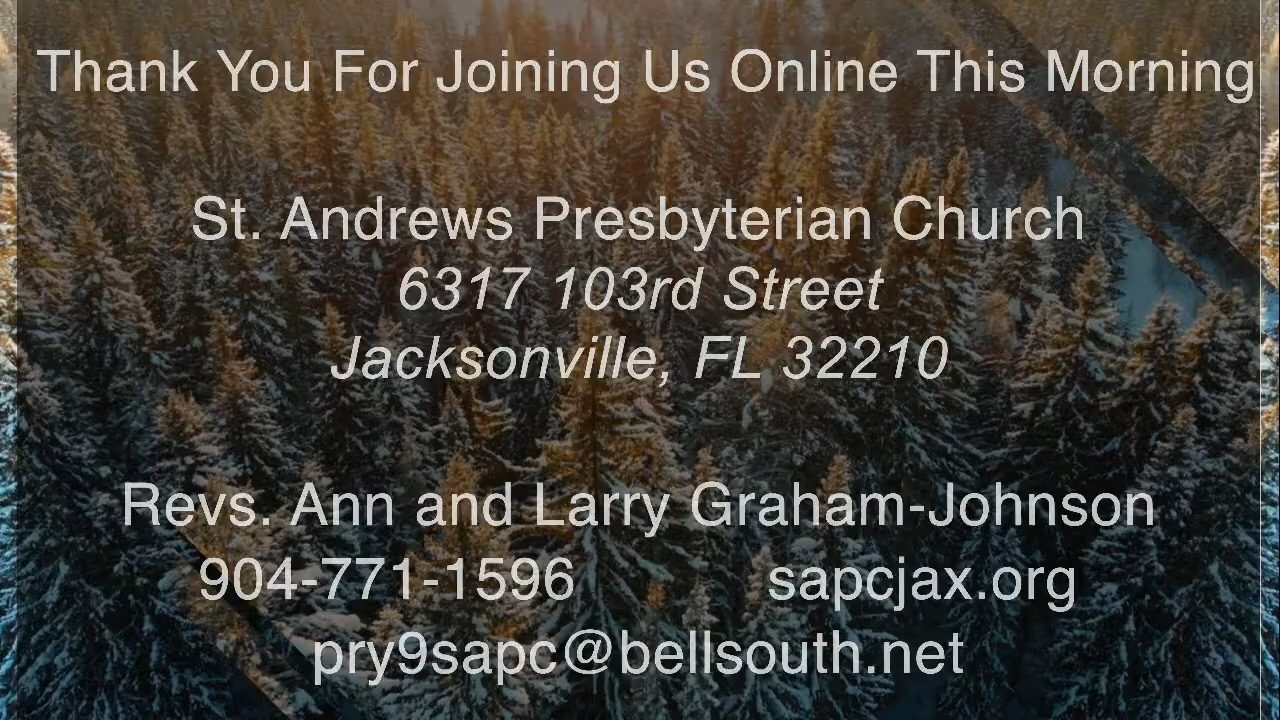 Thank You For Joining Us Online This Morning
St. Andrews Presbyterian Church
6317 103rd Street
Jacksonville, FL 32210
Revs. Ann and Larry Graham-Johnson
904-771-1596 sapcjax.org
pry9sapc@bellsouth.net